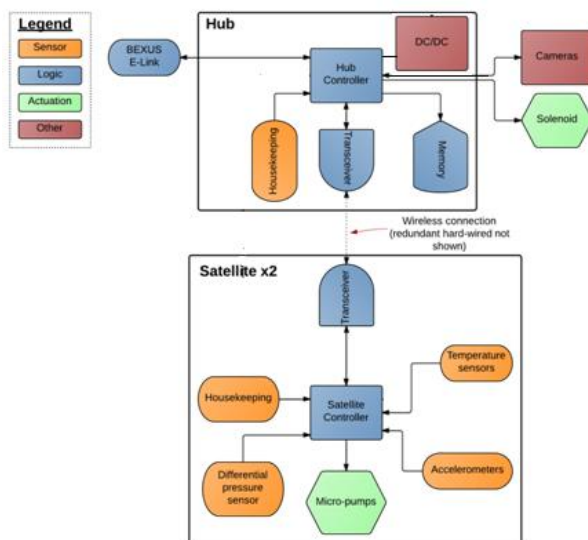 Legend
Sensor
Logic
Actuation
Other
Hub
BEXUS
E-Link
Hub
Controller
DC/DC
Cameras
Solenoid
Housekeeping
Transceiver
Memory
Wireless connection
(redundant hard-wired not
shown)
Satellite x2
Transceiver
Temperature
sensors
Housekeeping
Satellite
Controller
Differential
pressure
sensor
Micro-pumps
Accelerometers